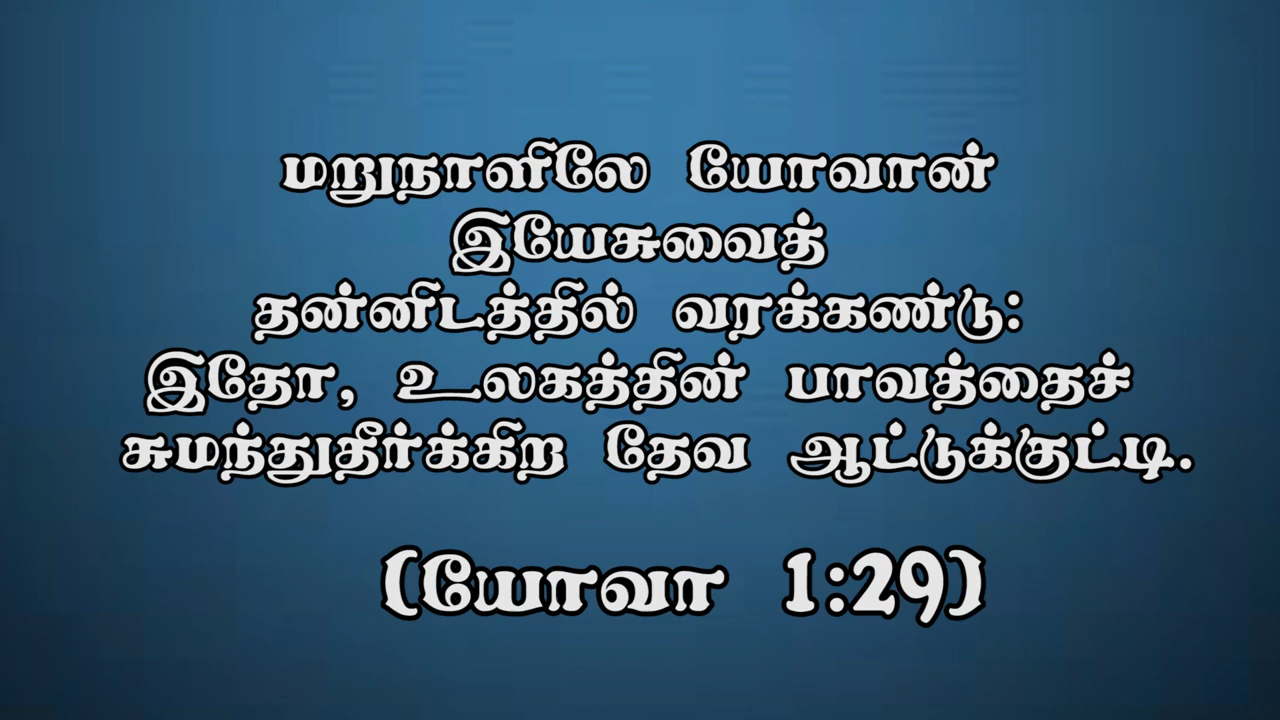 மறுநாளிலே யோவான்
இயேசுவைத்
தன்னிடத்தில் வரக்கண்டு:
இதோ, உலகத்தின் பாவத்தைச்
சுமந்துதீர்க்கிற தேவ ஆட்டுக்குட்டி.
(யோவா 1:29)